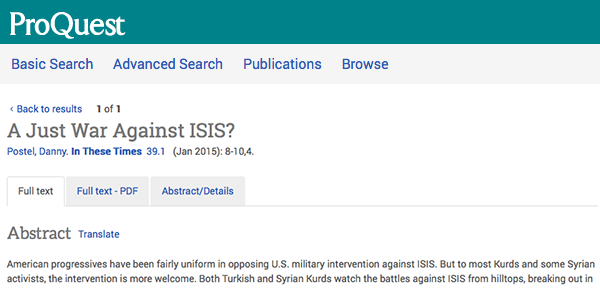 ProQuest
Basic Search Advanced Search Publications Browse
‹ Back to results 1 of 1
A Just War Against ISIS?
Postel, Danny. In These Times 39.1 (Jan 2015): 8-10,4.
Full text Full text - PDF Abstract/Details
Abstract Translate
American progressives have been fairly uniform in opposing U.S. military intervention against ISIS. But to most Kurds and some Syrian
activists, the intervention is more welcome. Both Turkish and Syrian Kurds watch the battles against ISIS from hilltops, breaking out in